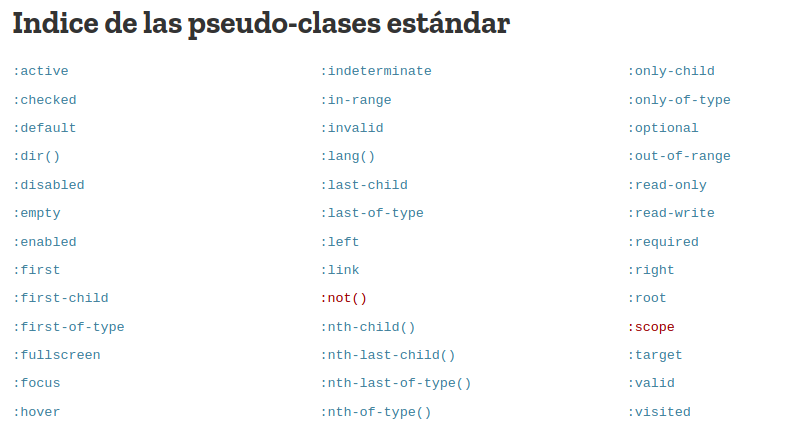 Indice de las pseudo-clases estándar
:active
:checked
:default
:dir()
:disabled
:empty
:enabled
:first
:first-child
:first-of-type
:fullscreen
:focus
:hover
:indeterminate
:in-range
:invalid
:lang()
:last-child
:last-of-type
:left
:link
:not()
:nth-child()
:nth-last-child()
:nth-last-of-type()
:nth-of-type()
:only-child
:only-of-type
:optional
:out-of-range
:read-only
:read-write
:required
:right
:root
:scope
:target
:valid
:visited